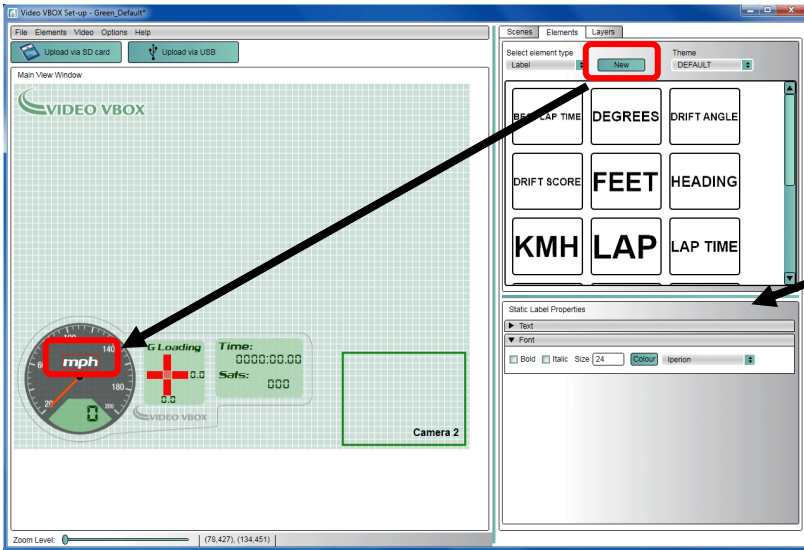 Video VBOX Set-up - Green_Default*
File Elements Video Options Help
Upload via SD card
Upload via USB
Main View Window
VIDEO VBOX
100
140
mph
180
20
200
0
G Loading
0.0
0.0
Time:
0000:00.00
Sats:
000
VIDEO VBOX
Camera 2
Zoom Level:
(78,427), (134,451)
Scenes Elements Layers
Select element type
Label
New
Theme
DEFAULT
LAP TIME
DEGREES
DRIFT ANGLE
DRIFT SCORE
FEET
HEADING
KMH
LAP
LAP TIME
Static Label Properties
Text
Font
Bold Italic Size 24 Colour Iperion